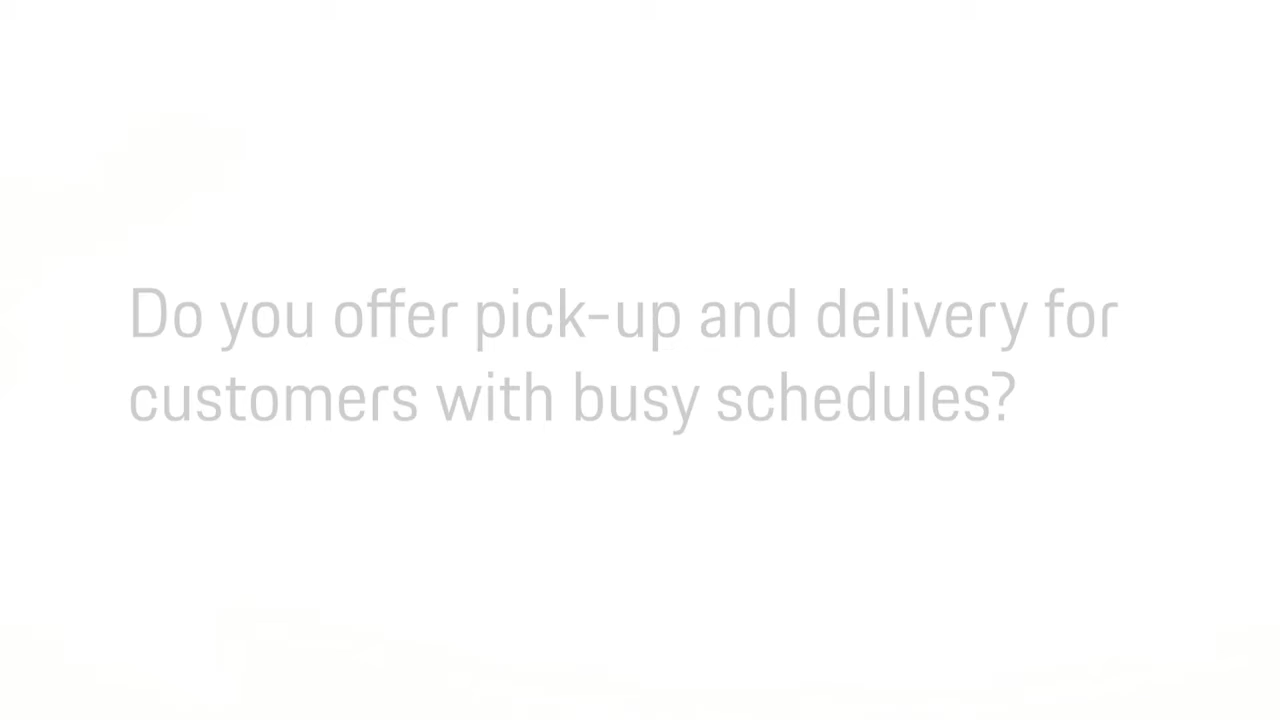 Do you offer pick-up and delivery for
customers with busy schedules?